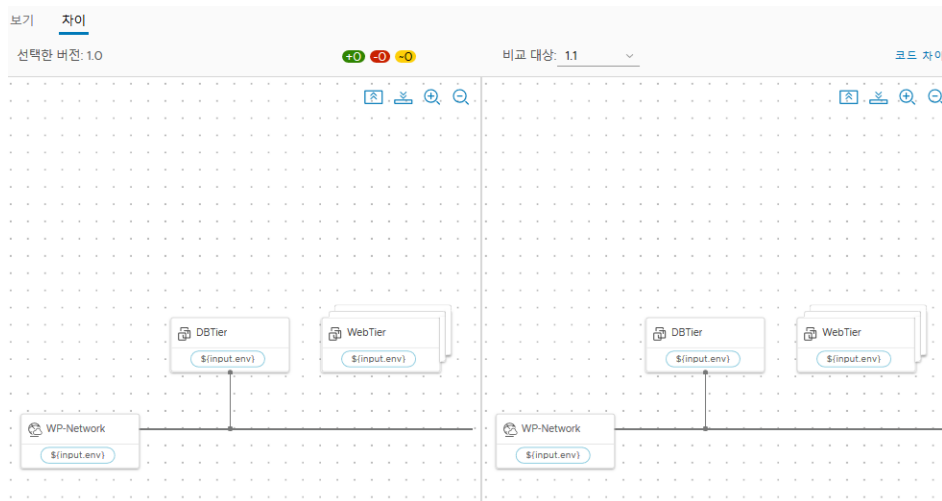 보기 차이
선택한 버전: 1.0 +0 -0 ~0 비교 대상: 1.1 코드 차이
DBTier WebTier DBTier WebTier
${input.env} ${input.env} ${input.env} ${input.env}
WP-Network WP-Network
${input.env} ${input.env}